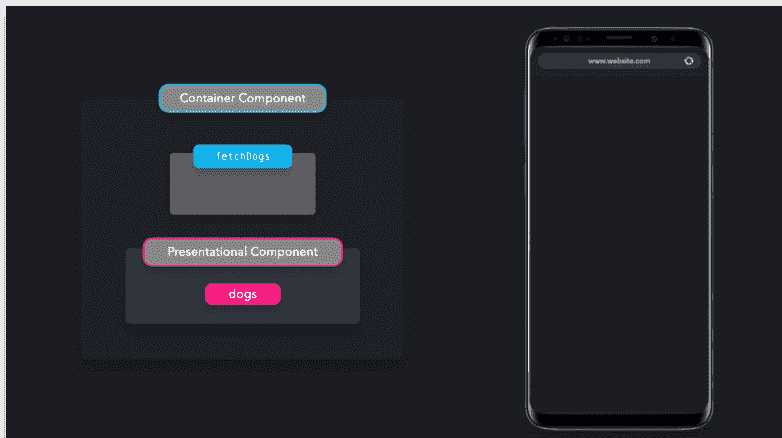 Container Component
fetchDogs
Presentational Component
dogs
www.website.com